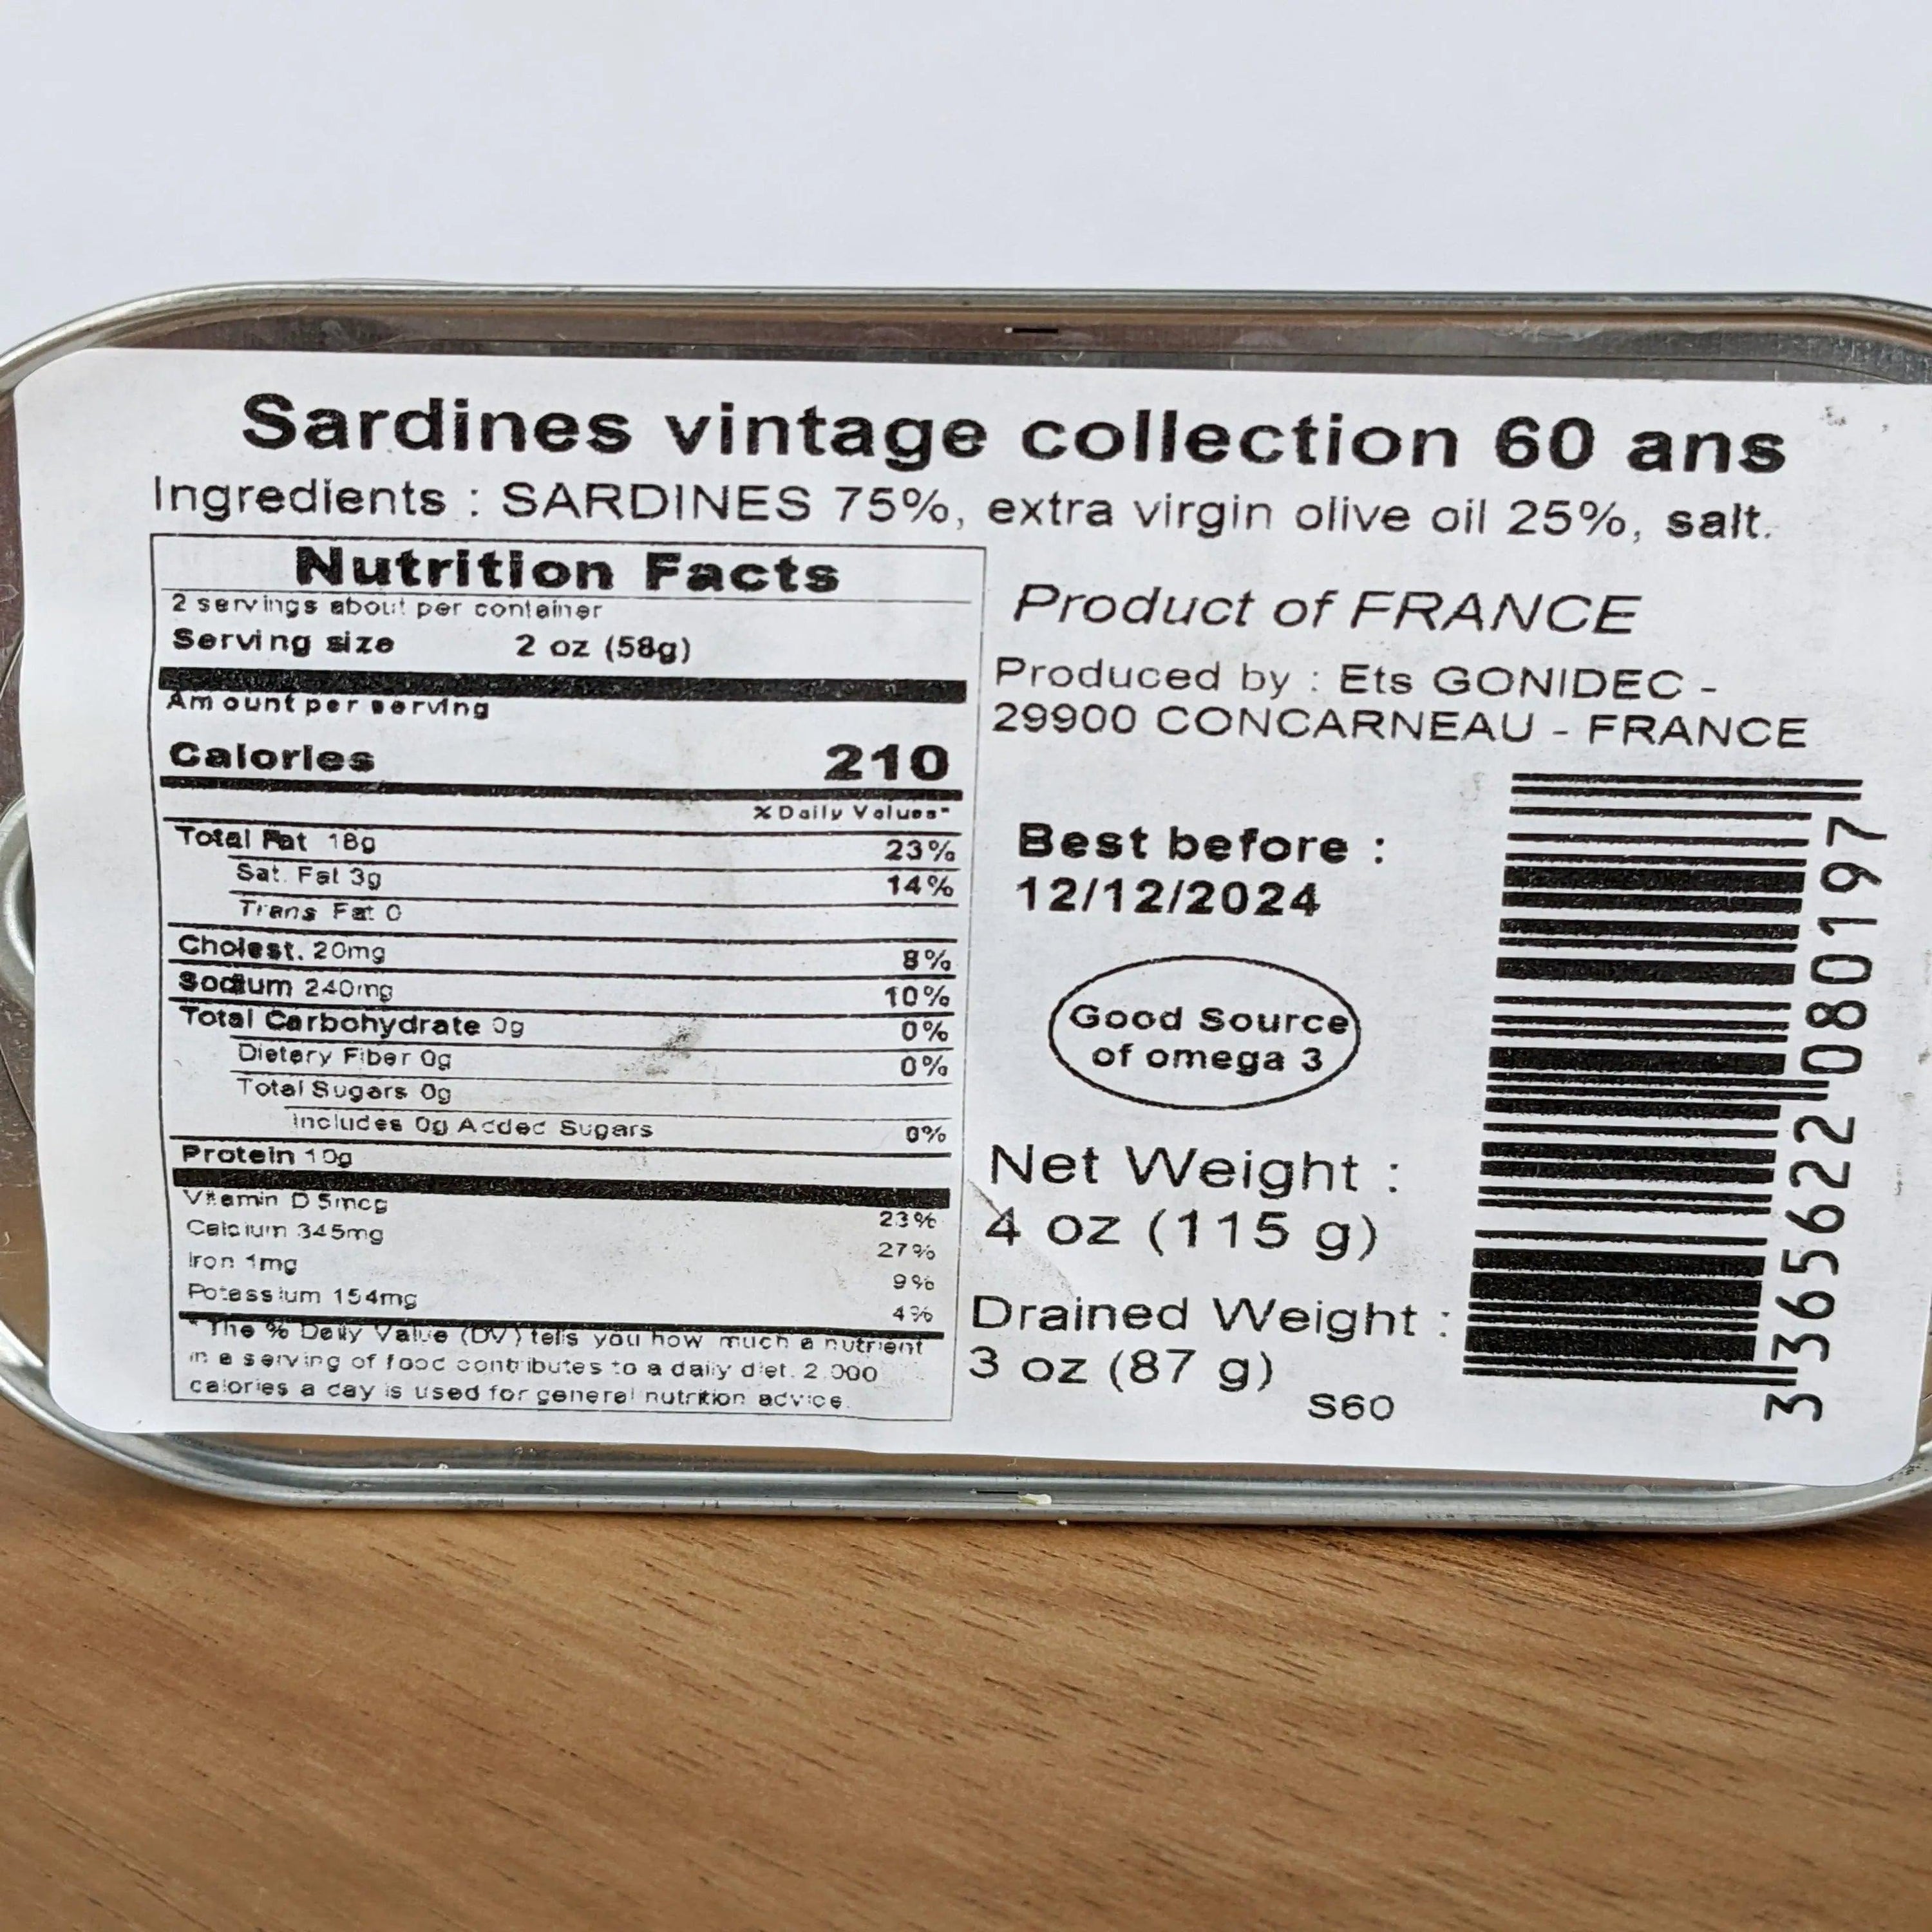 Sardines vintage collection 60 ans
Ingredients : SARDINES 75%, extra virgin olive oil 25%, salt.
Nutrition Facts
2 servings about per container
Serving size 2 oz (58g)
Amount per serving
Calories 210
% Daily Values*
Total Fat 18g 23%
Sat. Fat 3g 14%
Trans Fat 0
Cholest. 20mg 8%
Sodium 240mg 10%
Total Carbohydrate 0g 0%
Dietery Fiber 0g 0%
Total Sugars 0g
Includes 0g Added Sugars 0%
Protein 10g
Vitamin D 5mcg 23%
Calcium 345mg 27%
Iron 1mg 9%
Potassium 154mg 4%
*The % Daily Value (DV) tells you how much a nutrient
in a serving of food contributes to a daily diet. 2,000
calories a day is used for general nutrition advice.
Product of FRANCE
Produced by : Ets GONIDEC -
29900 CONCARNEAU - FRANCE
Best before :
12/12/2024
Good Source
of omega 3
Net Weight :
4 oz (115 g)
Drained Weight :
3 oz (87 g)
S60
3 365622 080197